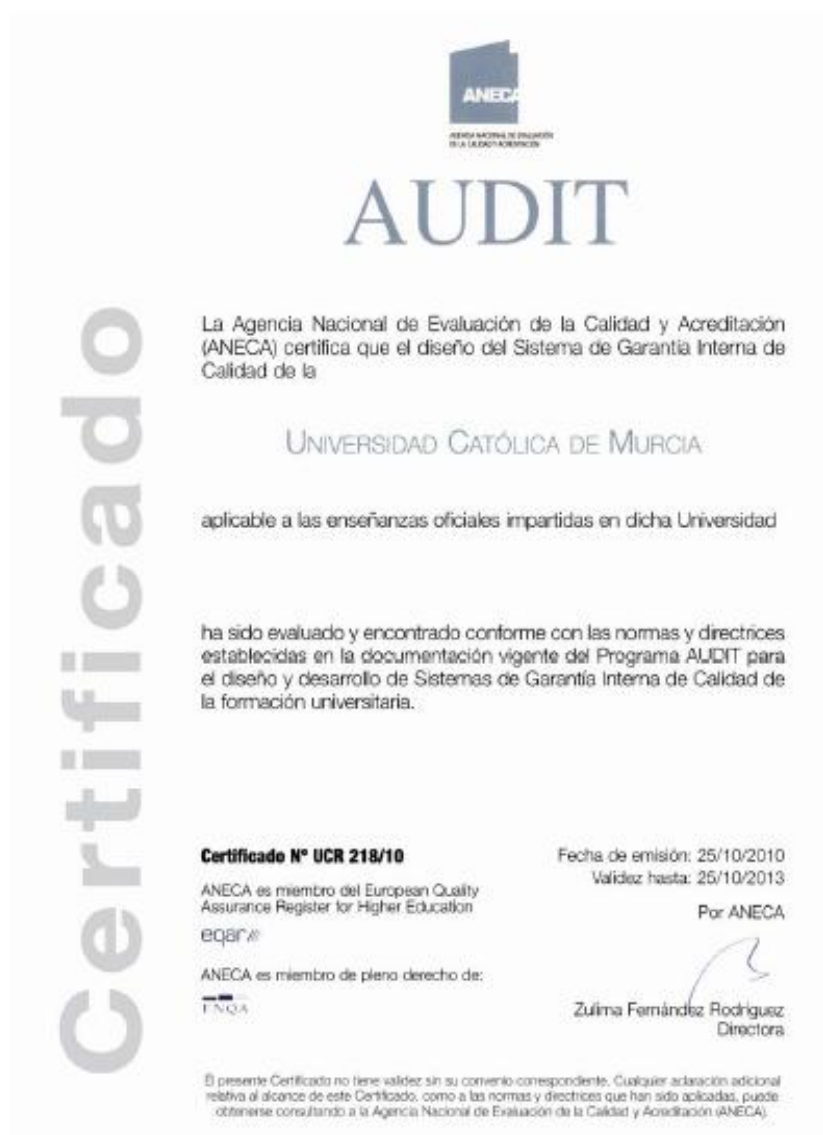 ANECA
AGENCIA NACIONAL DE EVALUACIÓN
DE LA CALIDAD Y ACREDITACIÓN
AUDIT
Certificado
La Agencia Nacional de Evaluación de la Calidad y Acreditación
(ANECA) certifica que el diseño del Sistema de Garantía Interna de
Calidad de la
UNIVERSIDAD CATÓLICA DE MURCIA
aplicable a las enseñanzas oficiales impartidas en dicha Universidad
ha sido evaluado y encontrado conforme con las normas y directrices
establecidas en la documentación vigente del Programa AUDIT para
el diseño y desarrollo de Sistemas de Garantía Interna de Calidad de
la formación universitaria.
Certificado Nº UCR 218/10
Fecha de emisión: 25/10/2010
Validez hasta: 25/10/2013
ANECA es miembro del European Quality
Assurance Register for Higher Education
eqar
Por ANECA
ANECA es miembro de pleno derecho de:
ENQA
Zulima Fernández Rodríguez
Directora
El presente Certificado no tiene validez sin su convenio correspondiente. Cualquier aclaración adicional
relativa al alcance de este Certificado, como a las normas y directrices que han sido aplicadas, puede
obtenerse consultando a la Agencia Nacional de Evaluación de la Calidad y Acreditación (ANECA).